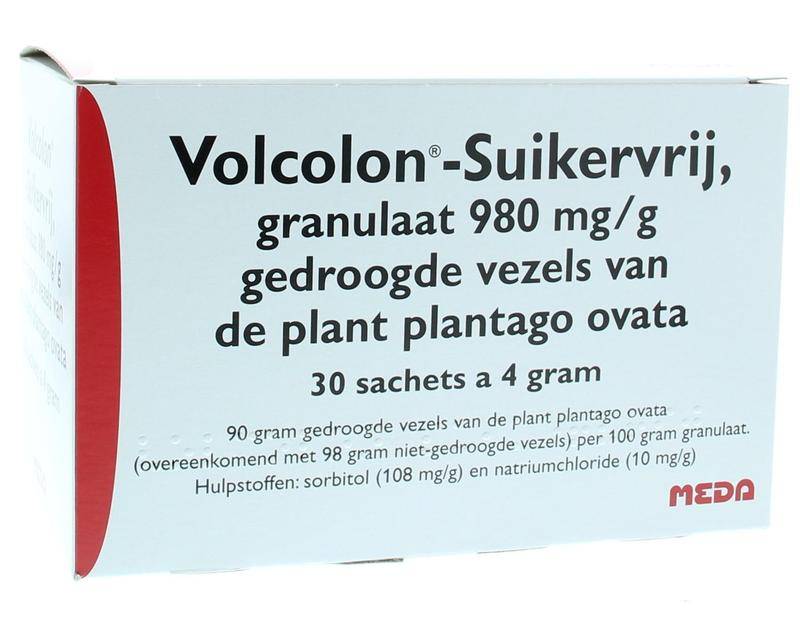 Volcolon®-Suikervrij,
granulaat 980 mg/g
gedroogde vezels van
de plant plantago ovata
30 sachets a 4 gram
90 gram gedroogde vezels van de plant plantago ovata
(overeenkomend met 98 gram niet-gedroogde vezels) per 100 gram granulaat.
Hulpstoffen: sorbitol (108 mg/g) en natriumchloride (10 mg/g)
MEDA